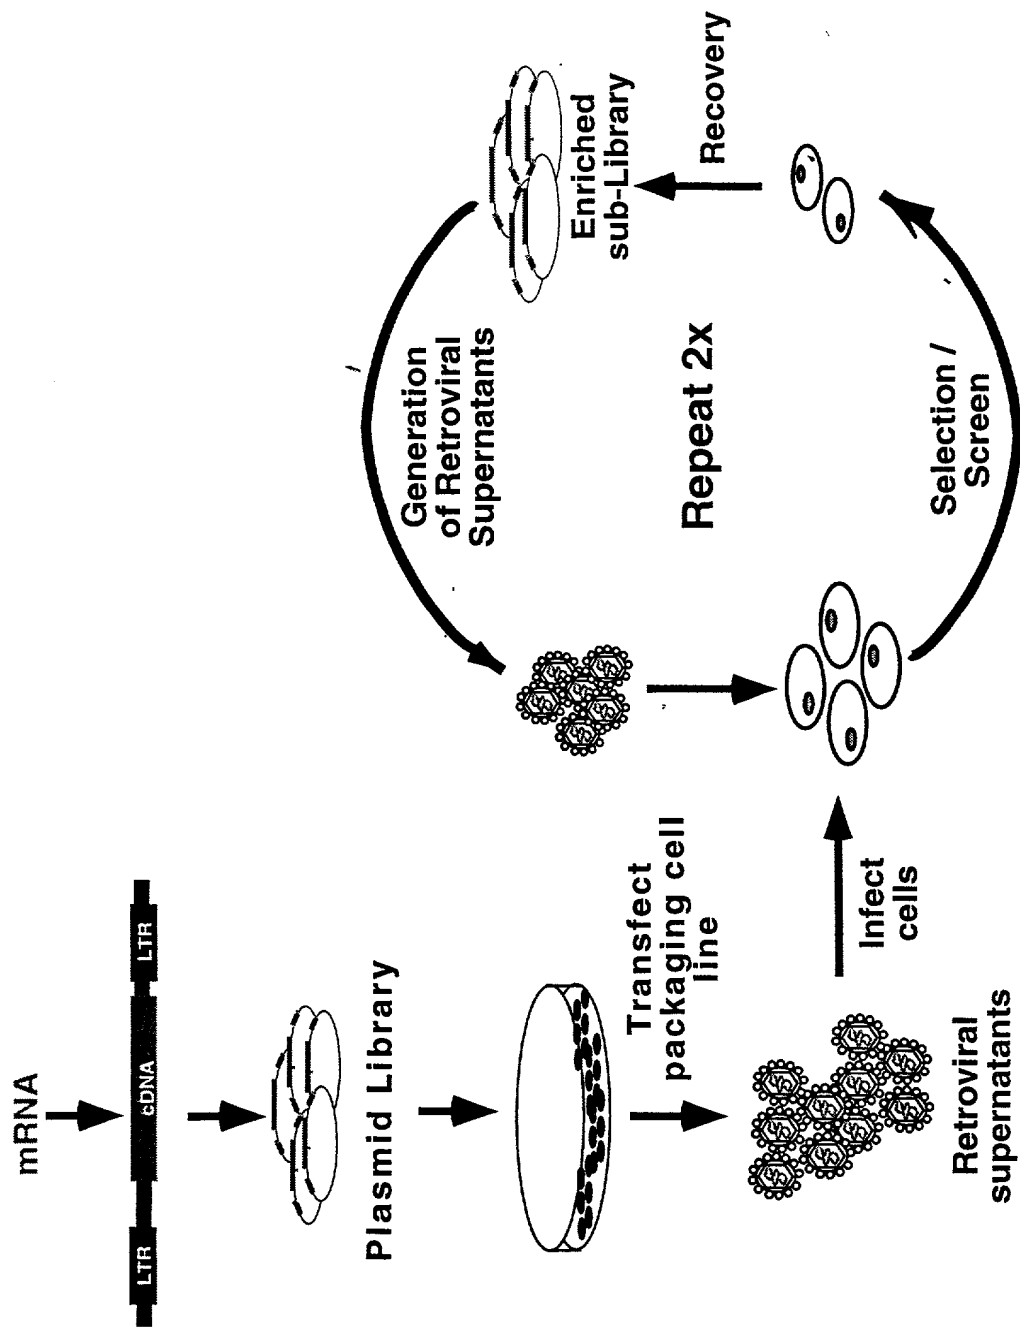 mRNA
LTR
cDNA
LTR
Plasmid Library
Transfect
packaging cell
line
Retroviral
supernatants
Infect
cells
Generation
of Retroviral
Supernatants
Repeat 2x
Selection /
Screen
Recovery
Enriched
sub-Library